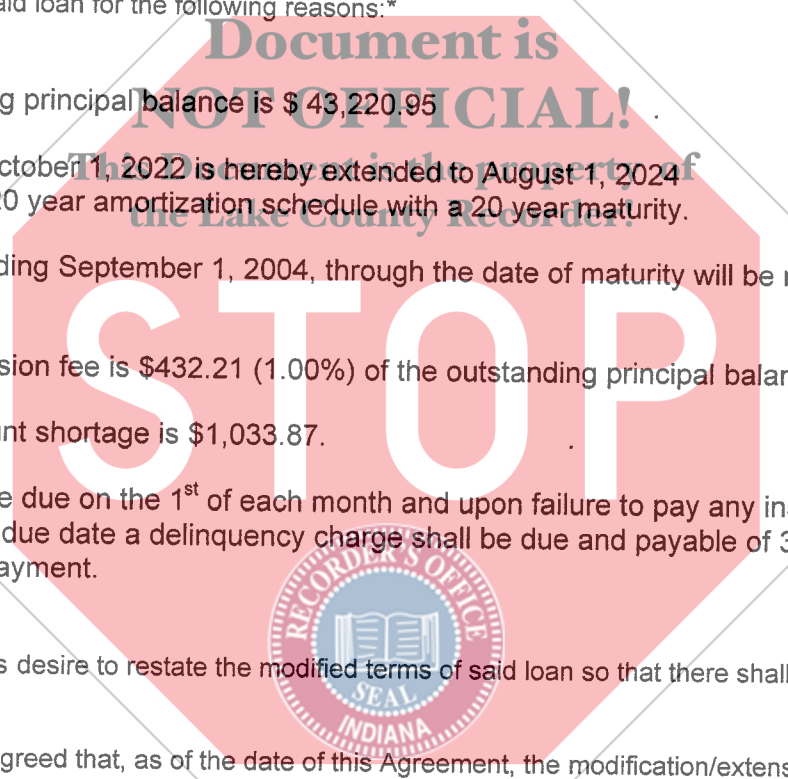 aid loan for the following reasons:*
Document is
NOT OFFICIAL!
g principal balance is $ 43,220.95
This Document is the property of
the Lake County Recorder!
ctober 1, 2022 is hereby extended to August 1, 2024
20 year amortization schedule with a 20 year maturity.
ding September 1, 2004, through the date of maturity will be
STOP
sion fee is $432.21 (1.00%) of the outstanding principal balan
nt shortage is $1,033.87.
e due on the 1st of each month and upon failure to pay any in
due date a delinquency charge shall be due and payable of 3
ayment.
RECORDER'S OFFICE
SEAL
INDIANA
s desire to restate the modified terms of said loan so that there shall
greed that, as of the date of this Agreement, the modification/extens